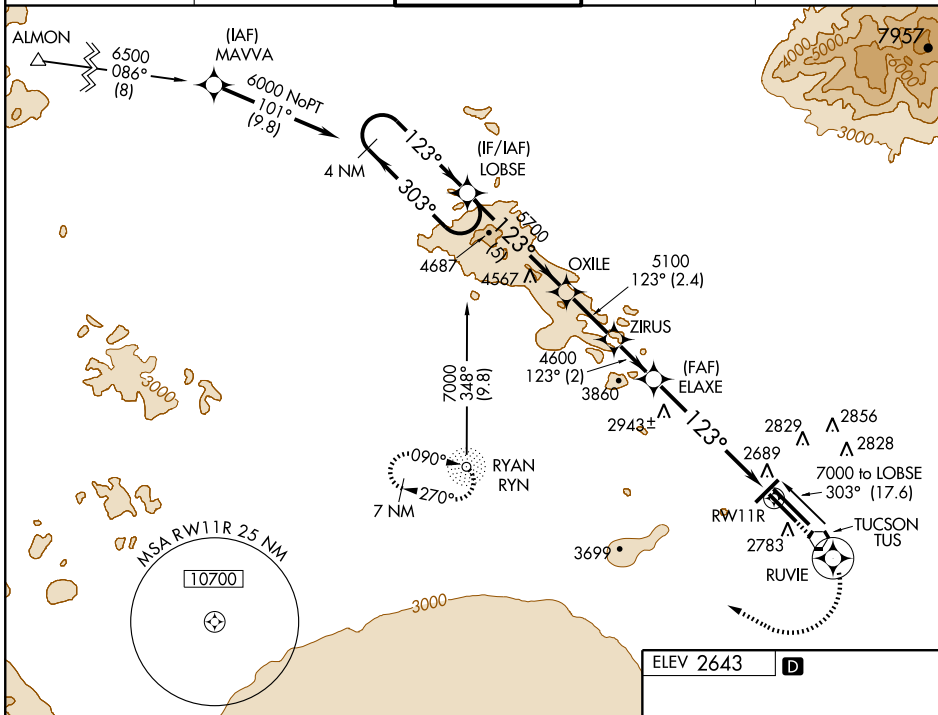 ALMON
6500
086°
(8)
(IAF)
MAVVA
6000 NoPT
101°
(9.8)
7957
4000
5000
6000
3000
123°
4 NM
303°
(IF/IAF)
LOBSE
5700
123°
(5)
4687
4567
OXILE
5100
123° (2.4)
ZIRUS
4600
123° (2)
(FAF)
ELAXE
3860
2943±
123°
3000
7000
348°
(9.8)
090°
270°
7 NM
RYAN
RYN
2829
2856
2828
2689
7000 to LOBSE
303° (17.6)
RW11R
TUCSON
TUS
2783
RUVIE
3699
MSA RW11R 25 NM
10700
3000
ELEV 2643 D